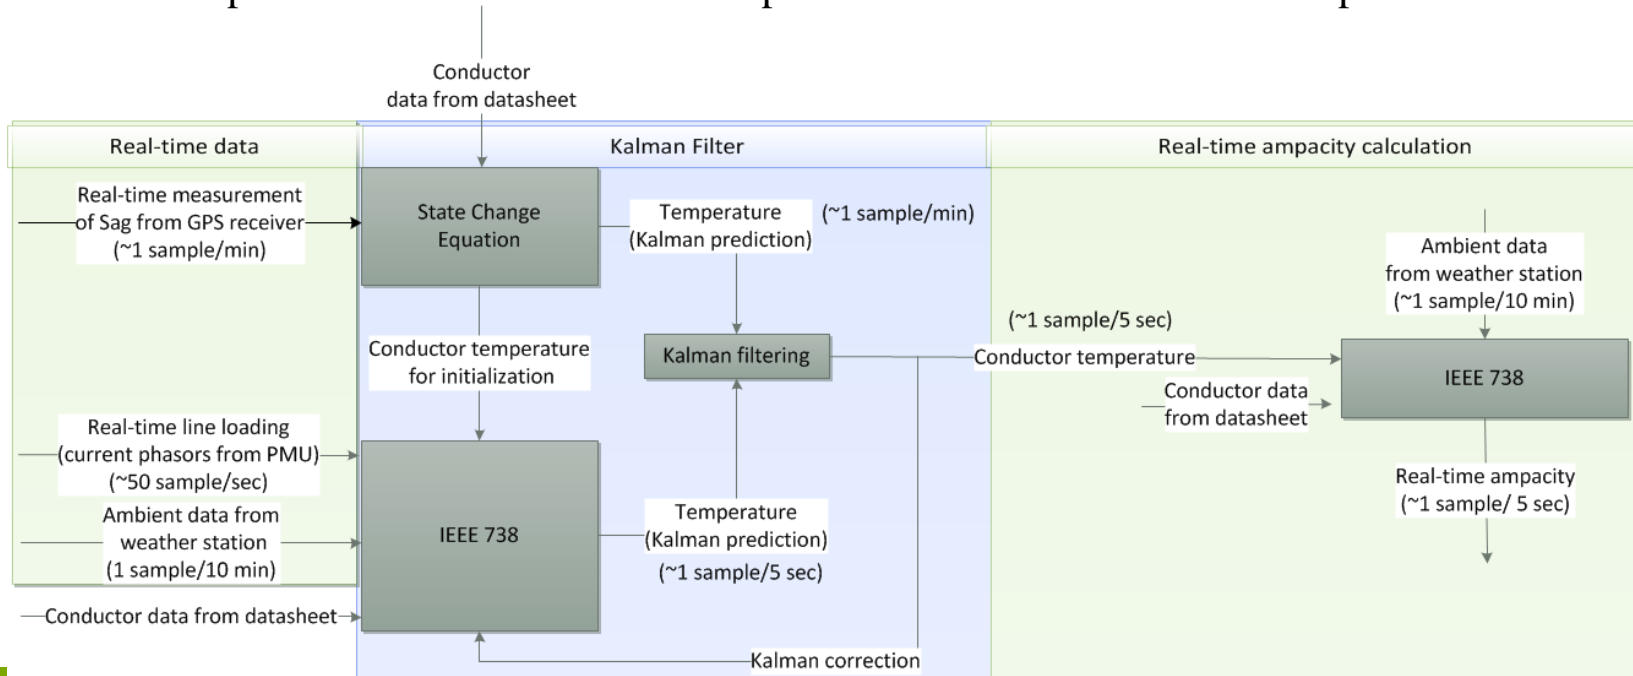 Conductor
data from datasheet
Real-time data
Kalman Filter
Real-time ampacity calculation
Real-time measurement
of Sag from GPS receiver
(~1 sample/min)
State Change
Equation
Temperature
(Kalman prediction)
(~1 sample/min)
Ambient data
from weather station
(~1 sample/10 min)
Conductor temperature
for initialization
Kalman filtering
(~1 sample/5 sec)
Conductor temperature
IEEE 738
Conductor data
from datasheet
Real-time line loading
(current phasors from PMU)
(~50 sample/sec)
Ambient data from
weather station
(1 sample/10 min)
IEEE 738
Temperature
(Kalman prediction)
(~1 sample/5 sec)
Real-time ampacity
(~1 sample/ 5 sec)
Conductor data from datasheet
Kalman correction